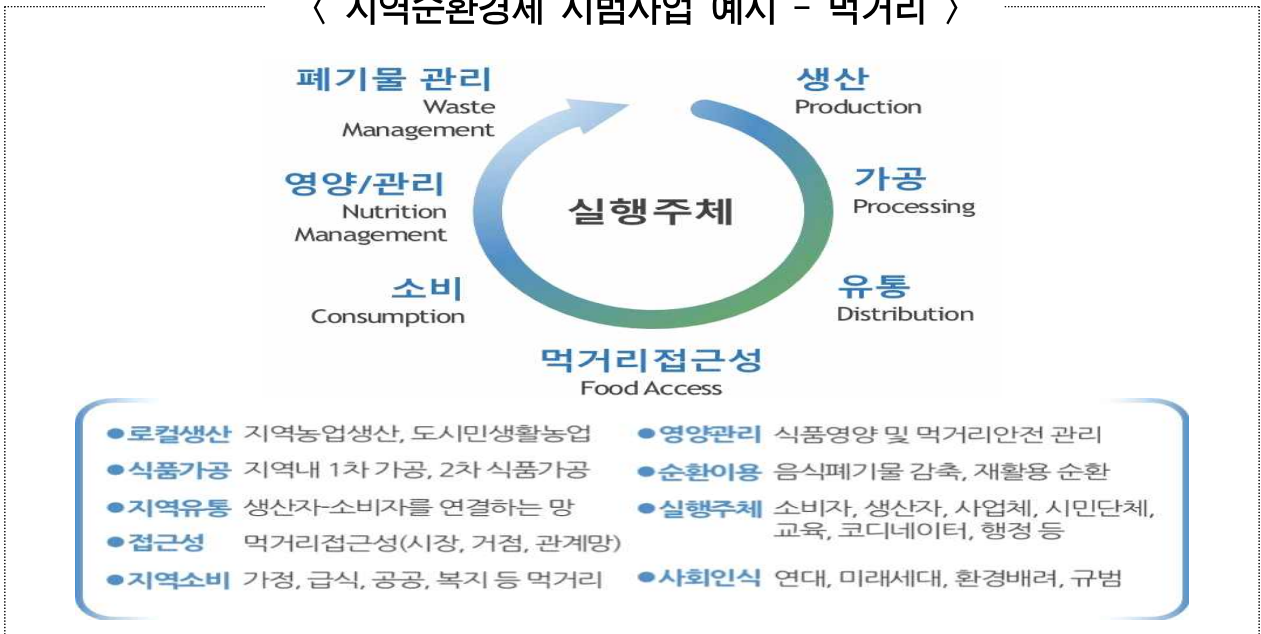 〈 지역순환경제 시범사업 예시 - 먹거리 〉
폐기물 관리
Waste
Management
생산
Production
영양/관리
Nutrition
Management
가공
Processing
실행주체
소비
Consumption
유통
Distribution
먹거리접근성
Food Access
●로컬생산 지역농업생산, 도시민생활농업
●식품가공 지역내 1차 가공, 2차 식품가공
●지역유통 생산자-소비자를 연결하는 망
●접근성 먹거리접근성(시장, 거점, 관계망)
●지역소비 가정, 급식, 공공, 복지 등 먹거리
●영양관리 식품영양 및 먹거리안전 관리
●순환이용 음식폐기물 감축, 재활용 순환
●실행주체 소비자, 생산자, 사업체, 시민단체,
교육, 코디네이터, 행정 등
●사회인식 연대, 미래세대, 환경배려, 규범